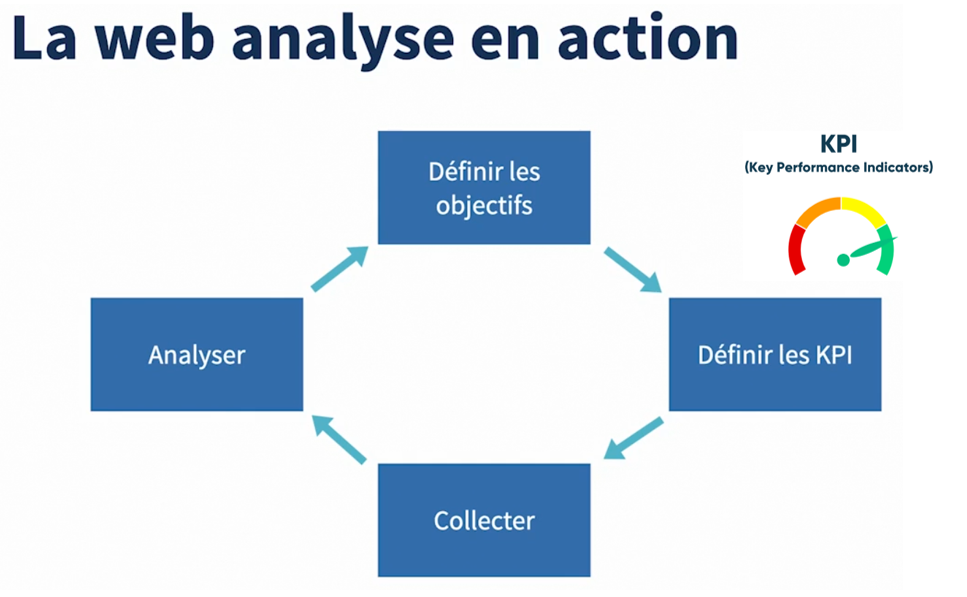 La web analyse en action
KPI
(Key Performance Indicators)
Définir les
objectifs
Définir les KPI
Collecter
Analyser